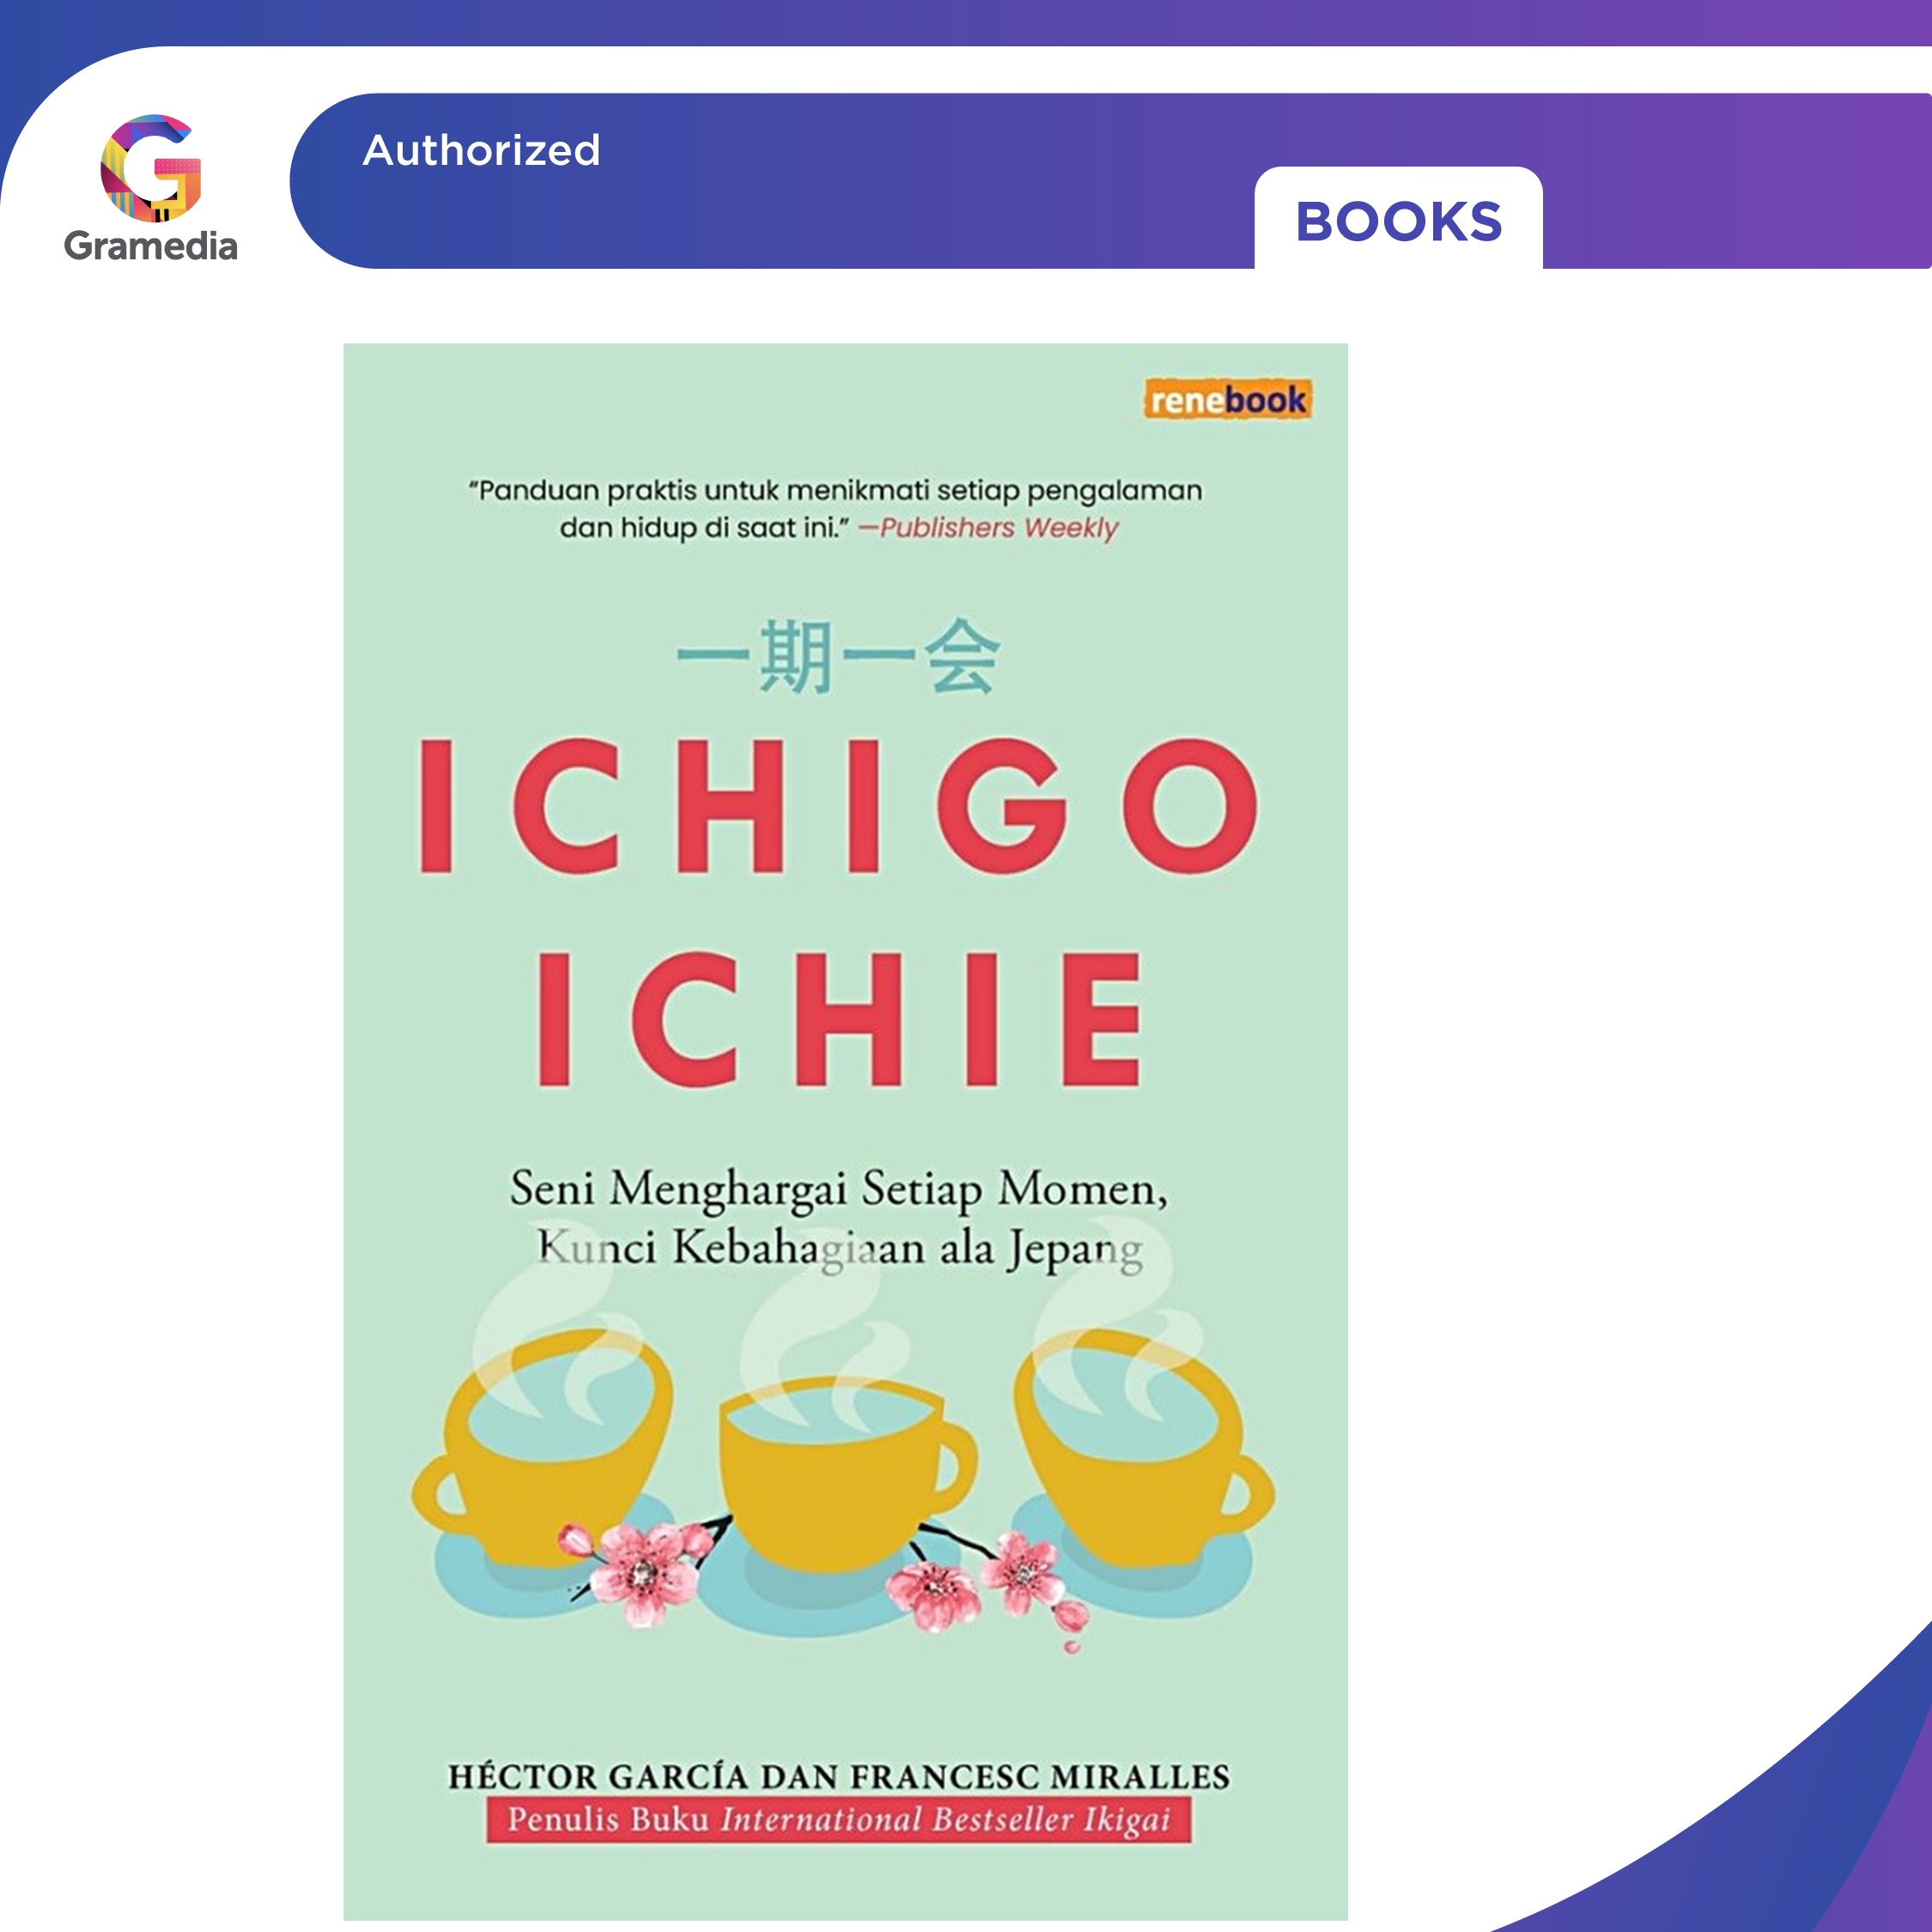 Authorized
Gramedia
BOOKS
renebook
“Panduan praktis untuk menikmati setiap pengalaman
dan hidup di saat ini.” —Publishers Weekly
一期一会
ICHIGO
ICHIE
Seni Menghargai Setiap Momen,
Kunci Kebahagiaan ala Jepang
HÉCTOR GARCÍA DAN FRANCESC MIRALLES
Penulis Buku International Bestseller Ikigai